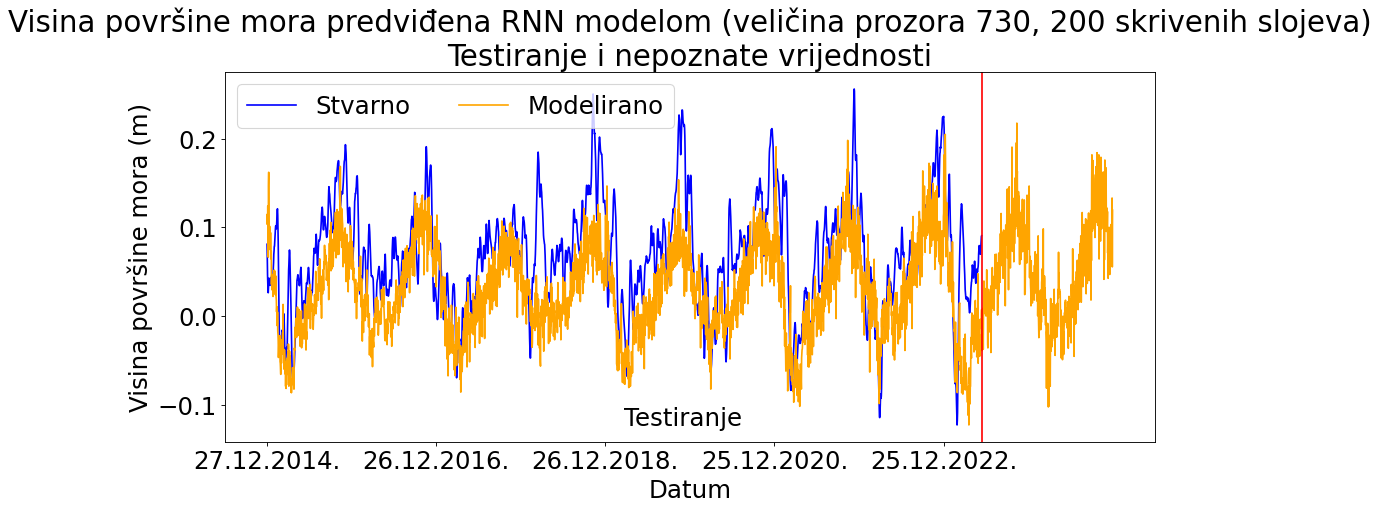 Visina površine mora predviđena RNN modelom (veličina prozora 730, 200 skrivenih slojeva)
Testiranje i nepoznate vrijednosti
Stvarno Modelirano
Visina površine mora (m)
0.2
0.1
0.0
−0.1
Testiranje
27.12.2014. 26.12.2016. 26.12.2018. 25.12.2020. 25.12.2022.
Datum